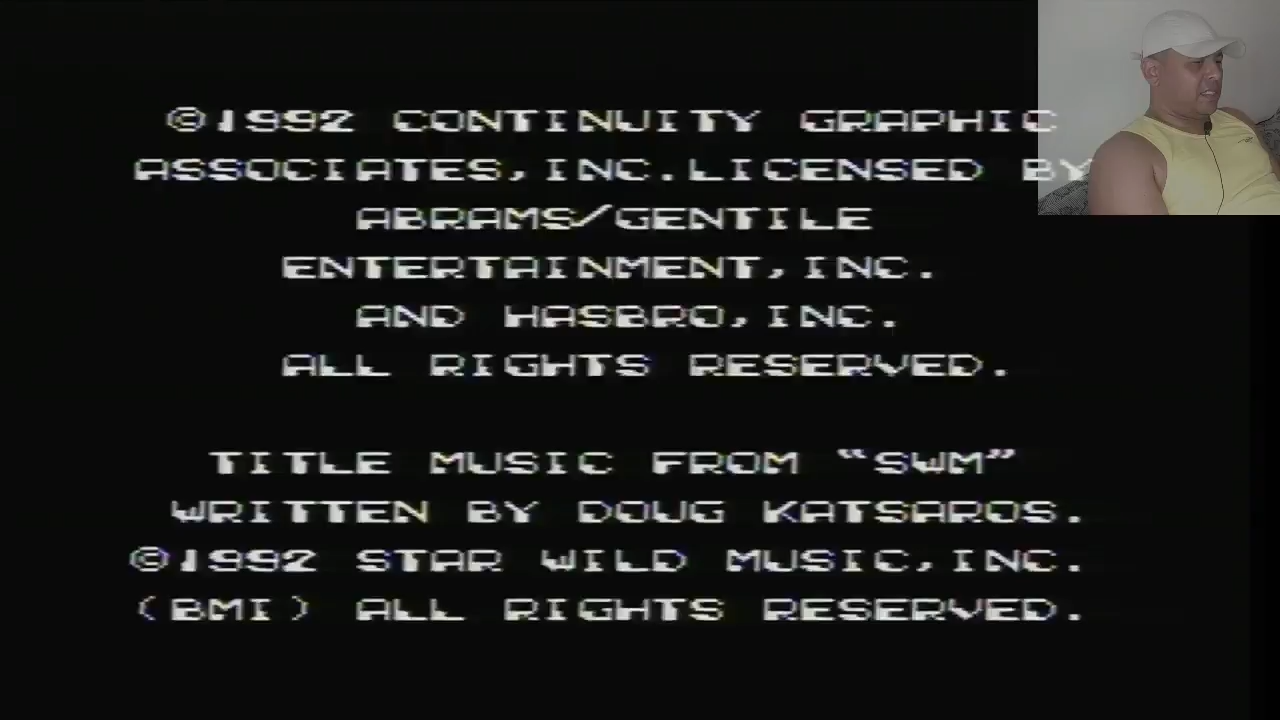 ©1992 CONTINUITY GRAPHIC
ASSOCIATES,INC.LICENSED BY
ABRAMS/GENTILE
ENTERTAINMENT,INC.
AND HASBRO,INC.
ALL RIGHTS RESERVED.
TITLE MUSIC FROM “SWM”
WRITTEN BY DOUG KATSAROS.
©1992 STAR WILD MUSIC,INC.
(BMI) ALL RIGHTS RESERVED.